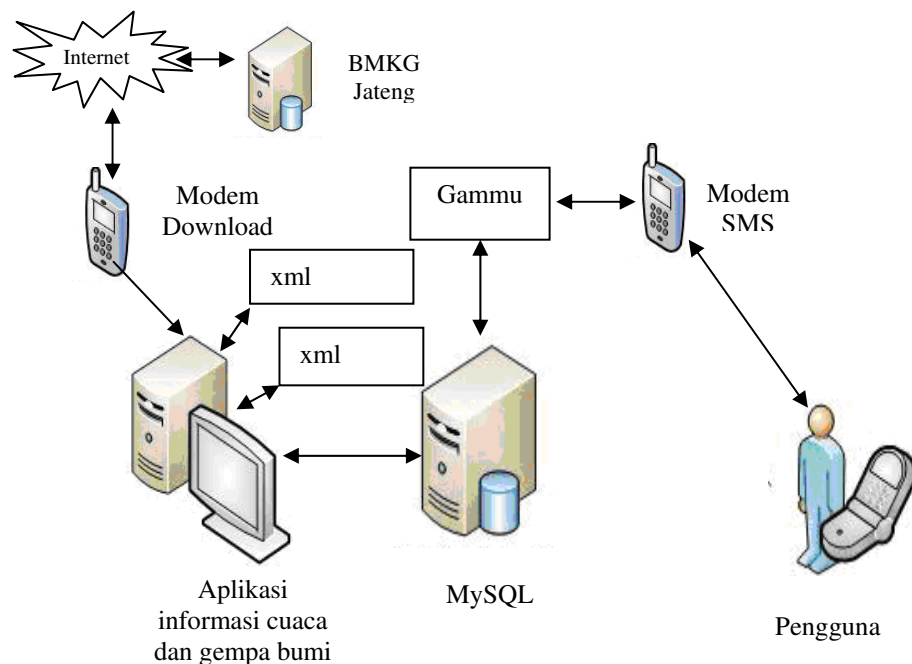 Internet
BMKG
Jateng
Modem
Download
Gammu
Modem
SMS
xml
xml
Aplikasi
informasi cuaca
dan gempa bumi
MySQL
Pengguna